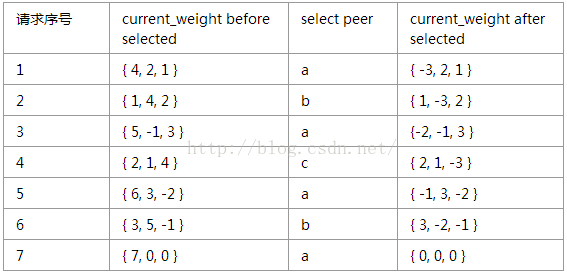 请求序号 current_weight before selected select peer current_weight after selected
1 { 4, 2, 1 } a { -3, 2, 1 }
2 { 1, 4, 2 } b { 1, -3, 2 }
3 { 5, -1, 3 } a {-2, -1, 3 }
http://blog.csdn.net/
4 { 2, 1, 4 } c { 2, 1, -3 }
5 { 6, 3, -2 } a { -1, 3, -2 }
6 { 3, 5, -1 } b { 3, -2, -1 }
7 { 7, 0, 0 } a { 0, 0, 0 }